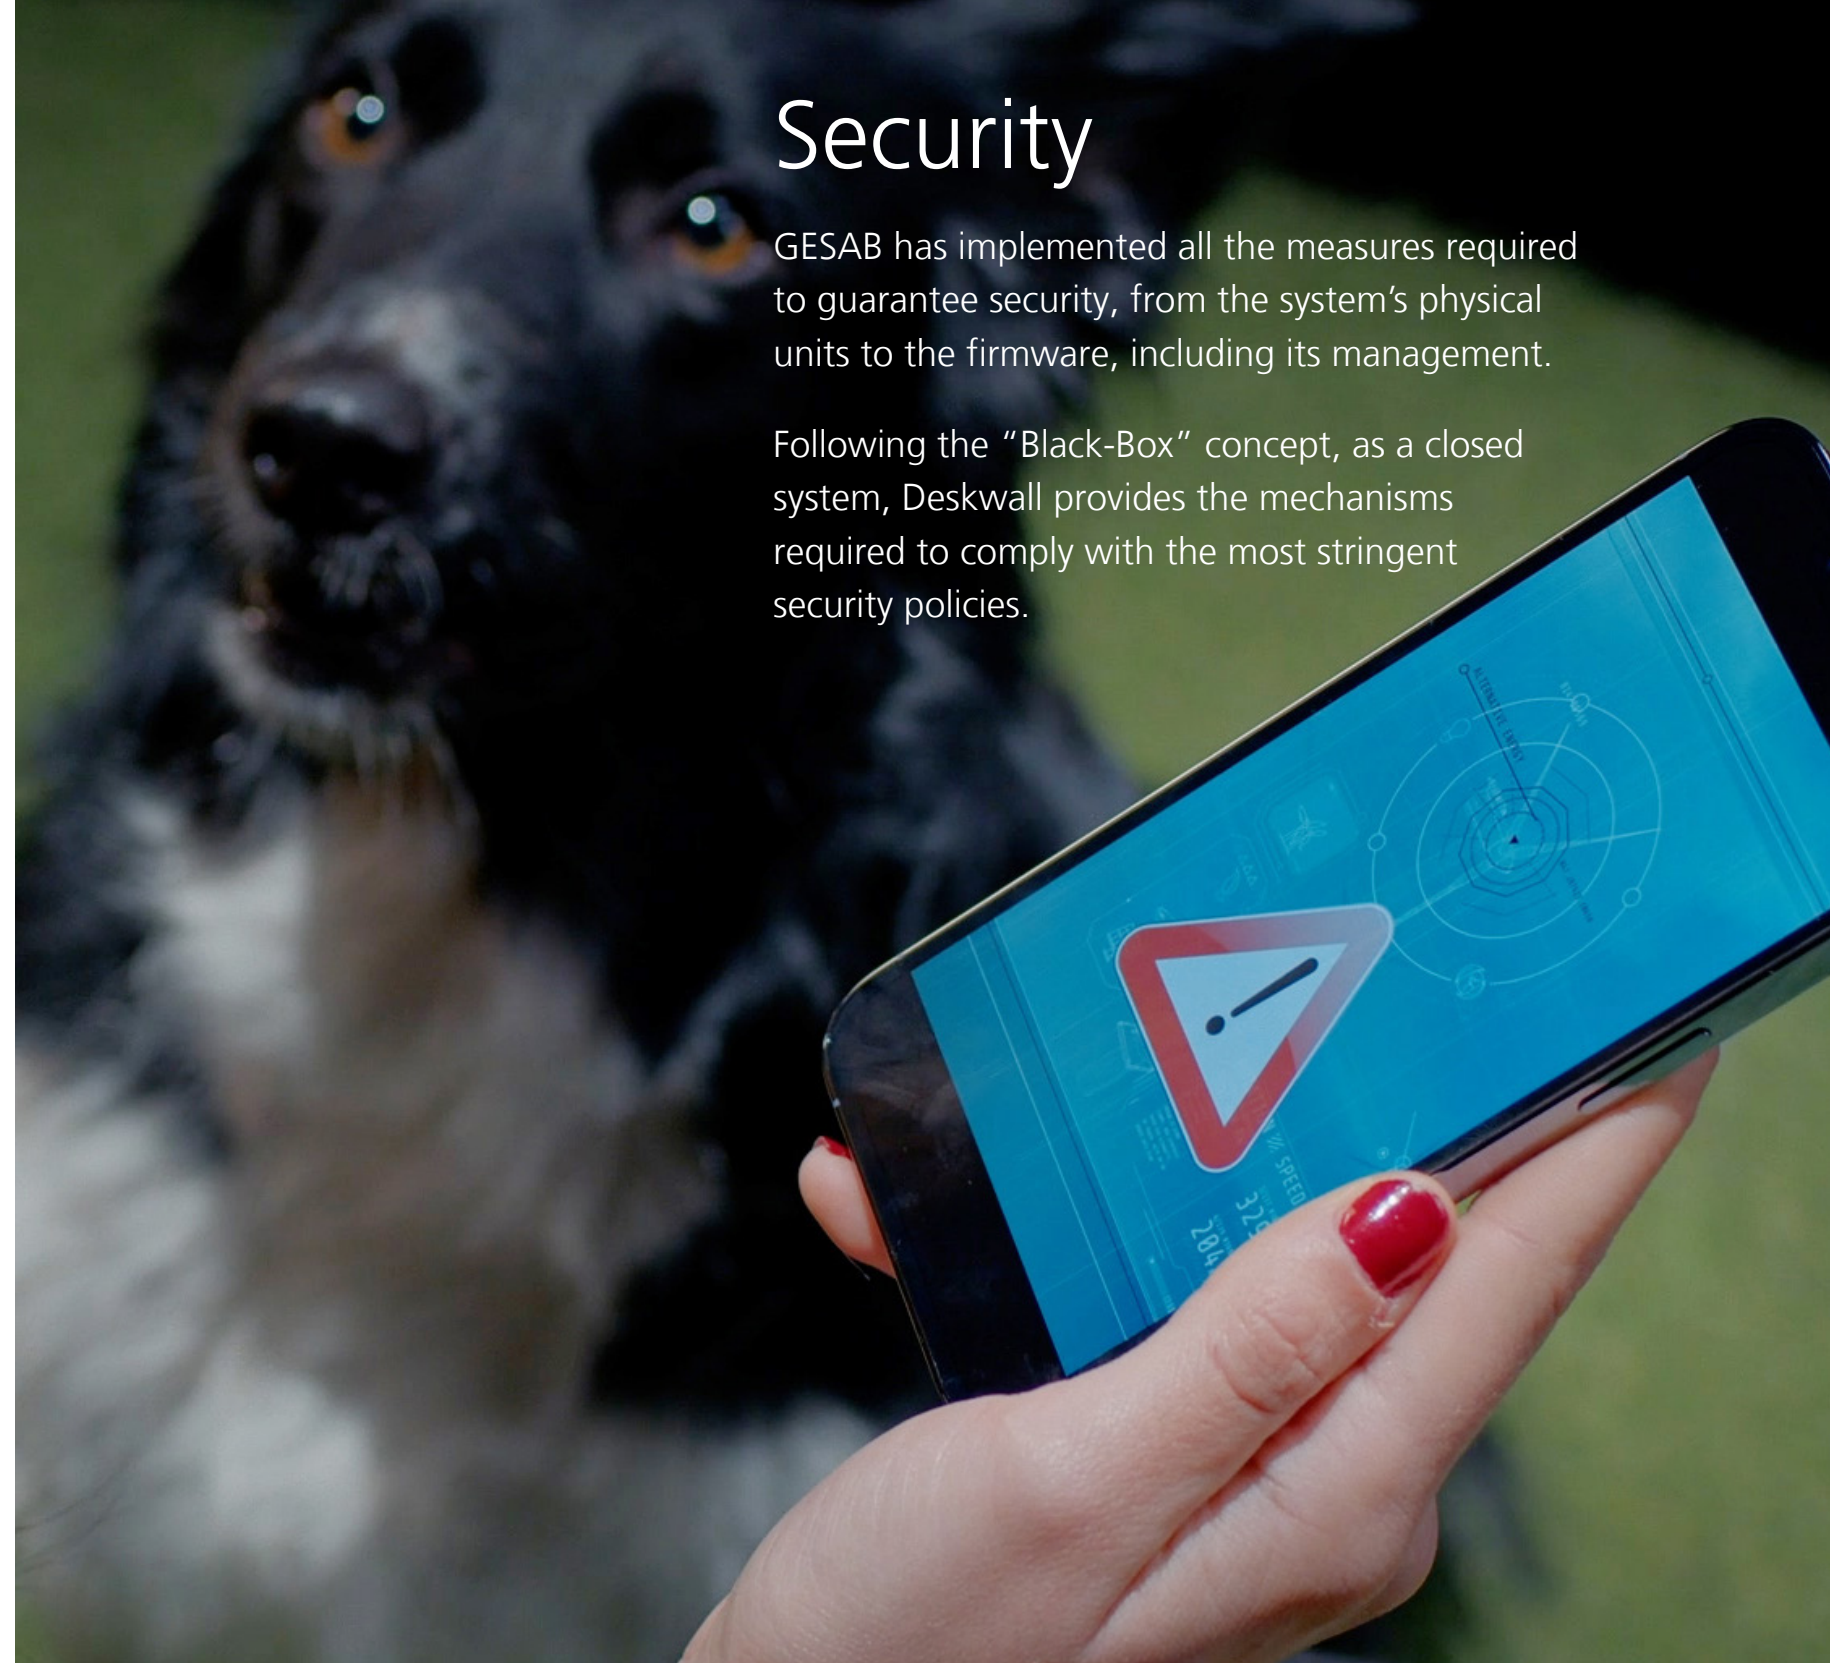 Security
GESAB has implemented all the measures required
to guarantee security, from the system’s physical
units to the firmware, including its management.
Following the “Black-Box” concept, as a closed
system, Deskwall provides the mechanisms
required to comply with the most stringent
security policies.
ALTERNATIVE ENERGY
SPEED